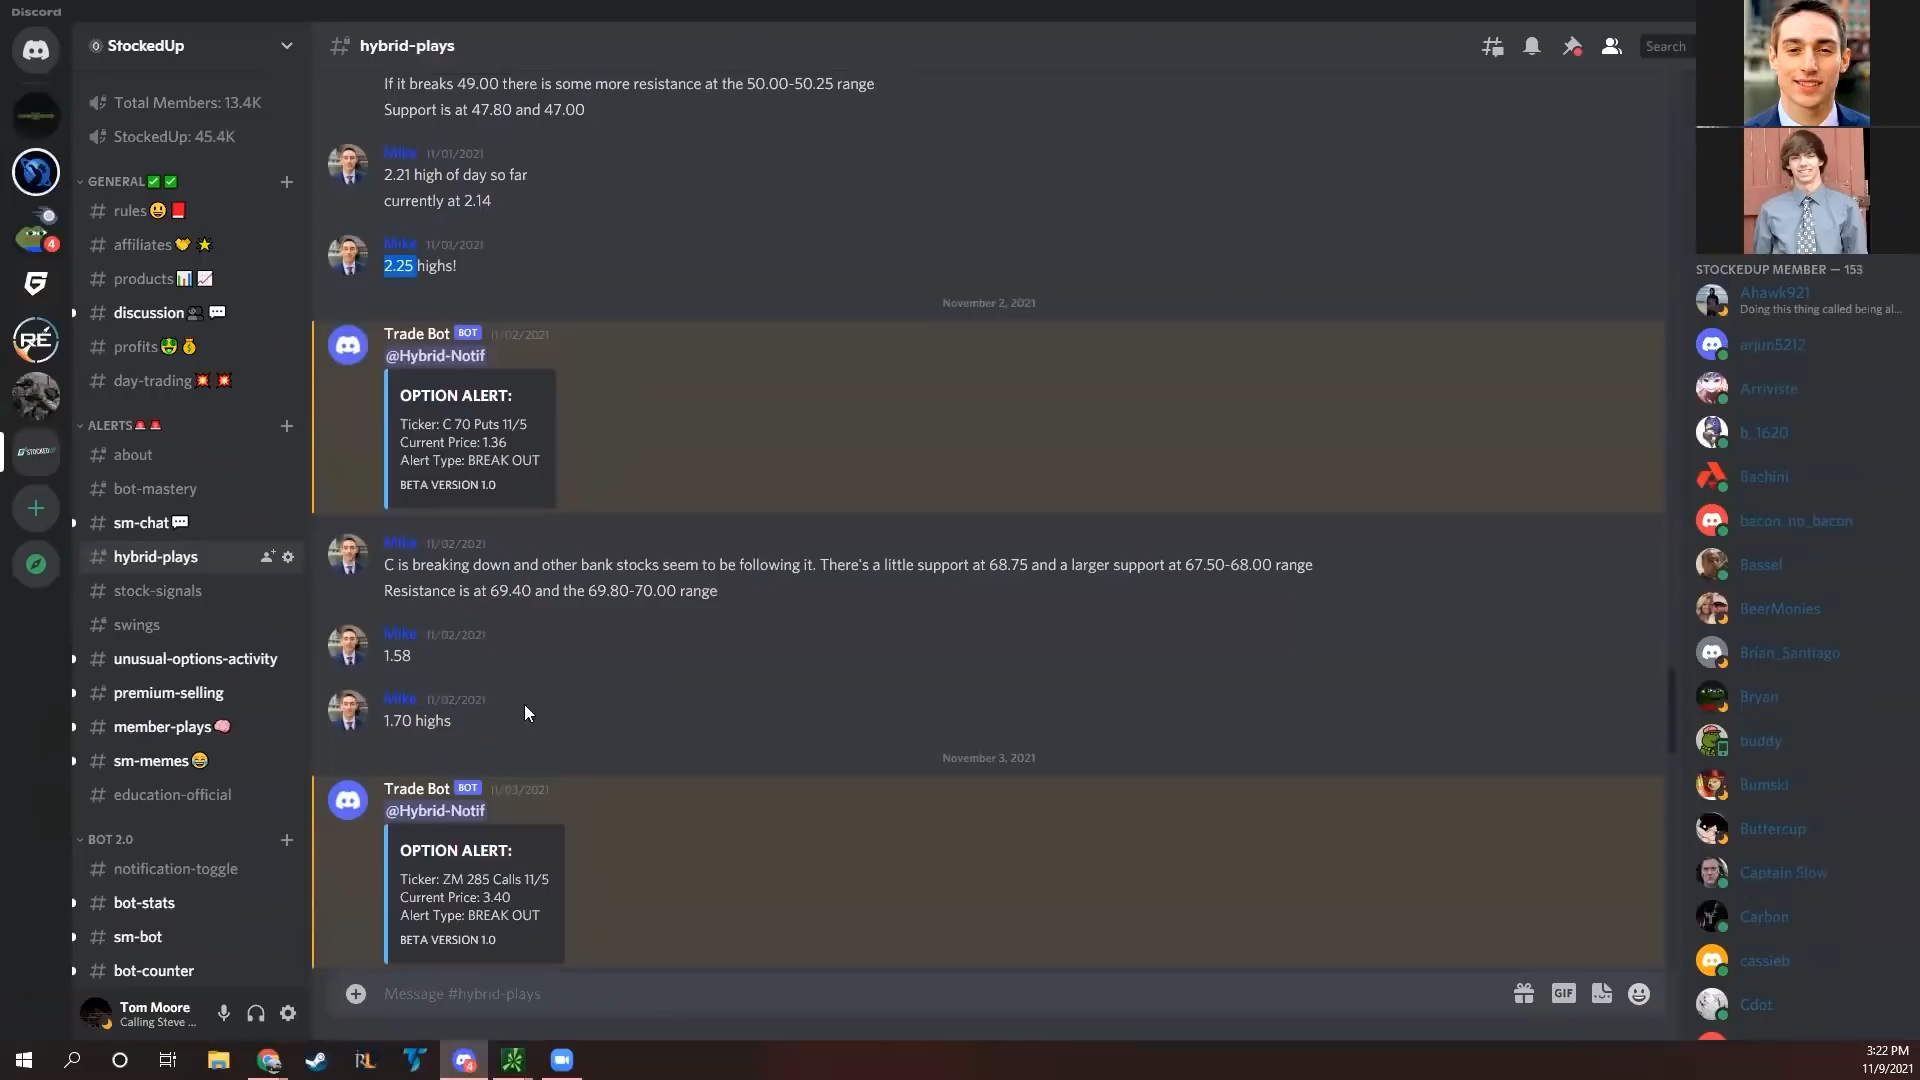 Discord
StockedUp
hybrid-plays
Search
Total Members: 13.4K
StockedUp: 45.4K
GENERAL
rules
affiliates
products
discussion
profits
day-trading
ALERTS
about
bot-mastery
sm-chat
hybrid-plays
stock-signals
swings
unusual-options-activity
premium-selling
member-plays
sm-memes
education-official
BOT 2.0
notification-toggle
bot-stats
sm-bot
bot-counter
Tom Moore
Calling Steve ...
If it breaks 49.00 there is some more resistance at the 50.00-50.25 range
Support is at 47.80 and 47.00
Mike 11/01/2021
2.21 high of day so far
currently at 2.14
Mike 11/01/2021
2.25 highs!
November 2, 2021
Trade Bot BOT 11/02/2021
@Hybrid-Notif
OPTION ALERT:
Ticker: C 70 Puts 11/5
Current Price: 1.36
Alert Type: BREAK OUT
BETA VERSION 1.0
Mike 11/02/2021
C is breaking down and other bank stocks seem to be following it. There's a little support at 68.75 and a larger support at 67.50-68.00 range
Resistance is at 69.40 and the 69.80-70.00 range
Mike 11/02/2021
1.58
Mike 11/02/2021
1.70 highs
November 3, 2021
Trade Bot BOT 11/03/2021
@Hybrid-Notif
OPTION ALERT:
Ticker: ZM 285 Calls 11/5
Current Price: 3.40
Alert Type: BREAK OUT
BETA VERSION 1.0
Message #hybrid-plays
GIF
STOCKEDUP MEMBER — 153
Ahawk921
Doing this thing called being al...
arjun5212
Arriviste
b_1620
Bachini
bacon_no_bacon
Bassel
BeerMonies
Brian_Santiago
Bryan
buddy
Bumski
Buttercup
Captain Slow
Carbon
cassieb
Cdoz
4
RE
STOCKEDUP
RL
4
3:22 PM
11/9/2021